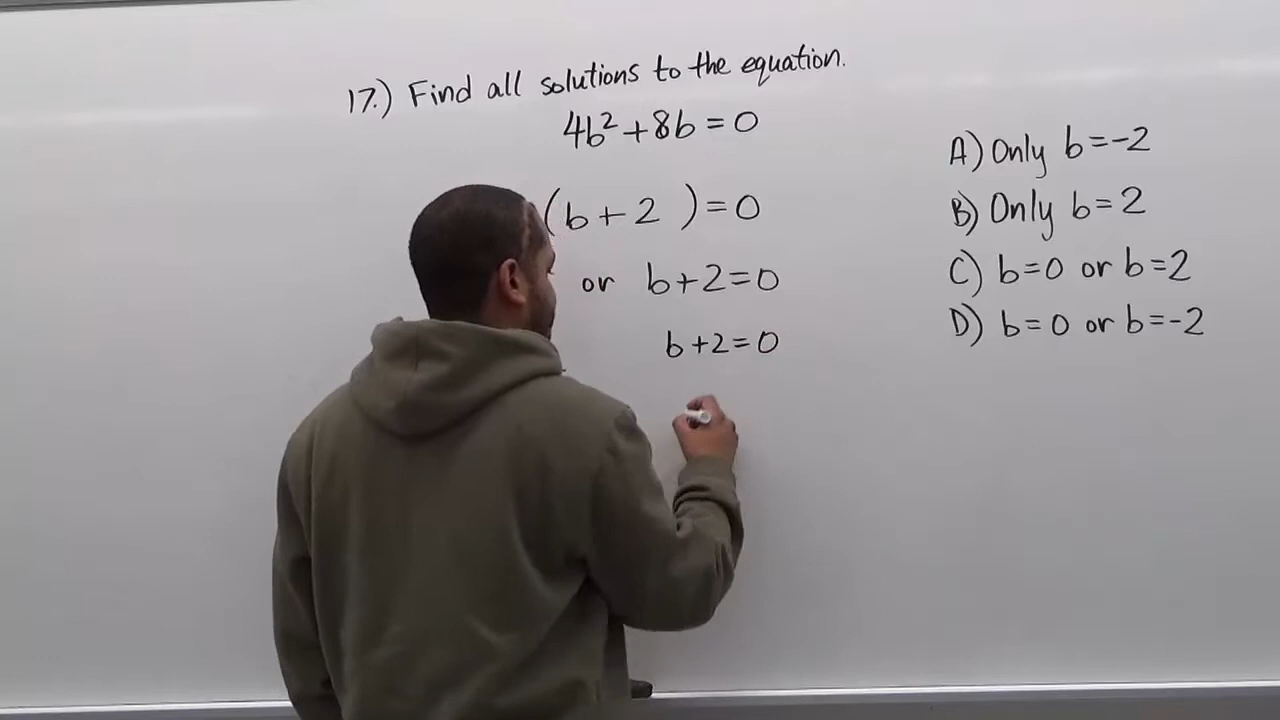 17.) Find all solutions to the equation.
4b²+8b=0
(b+2 )=0
or b+2=0
b+2=0
A) Only b=-2
B) Only b=2
C) b=0 or b=2
D) b=0 or b=-2